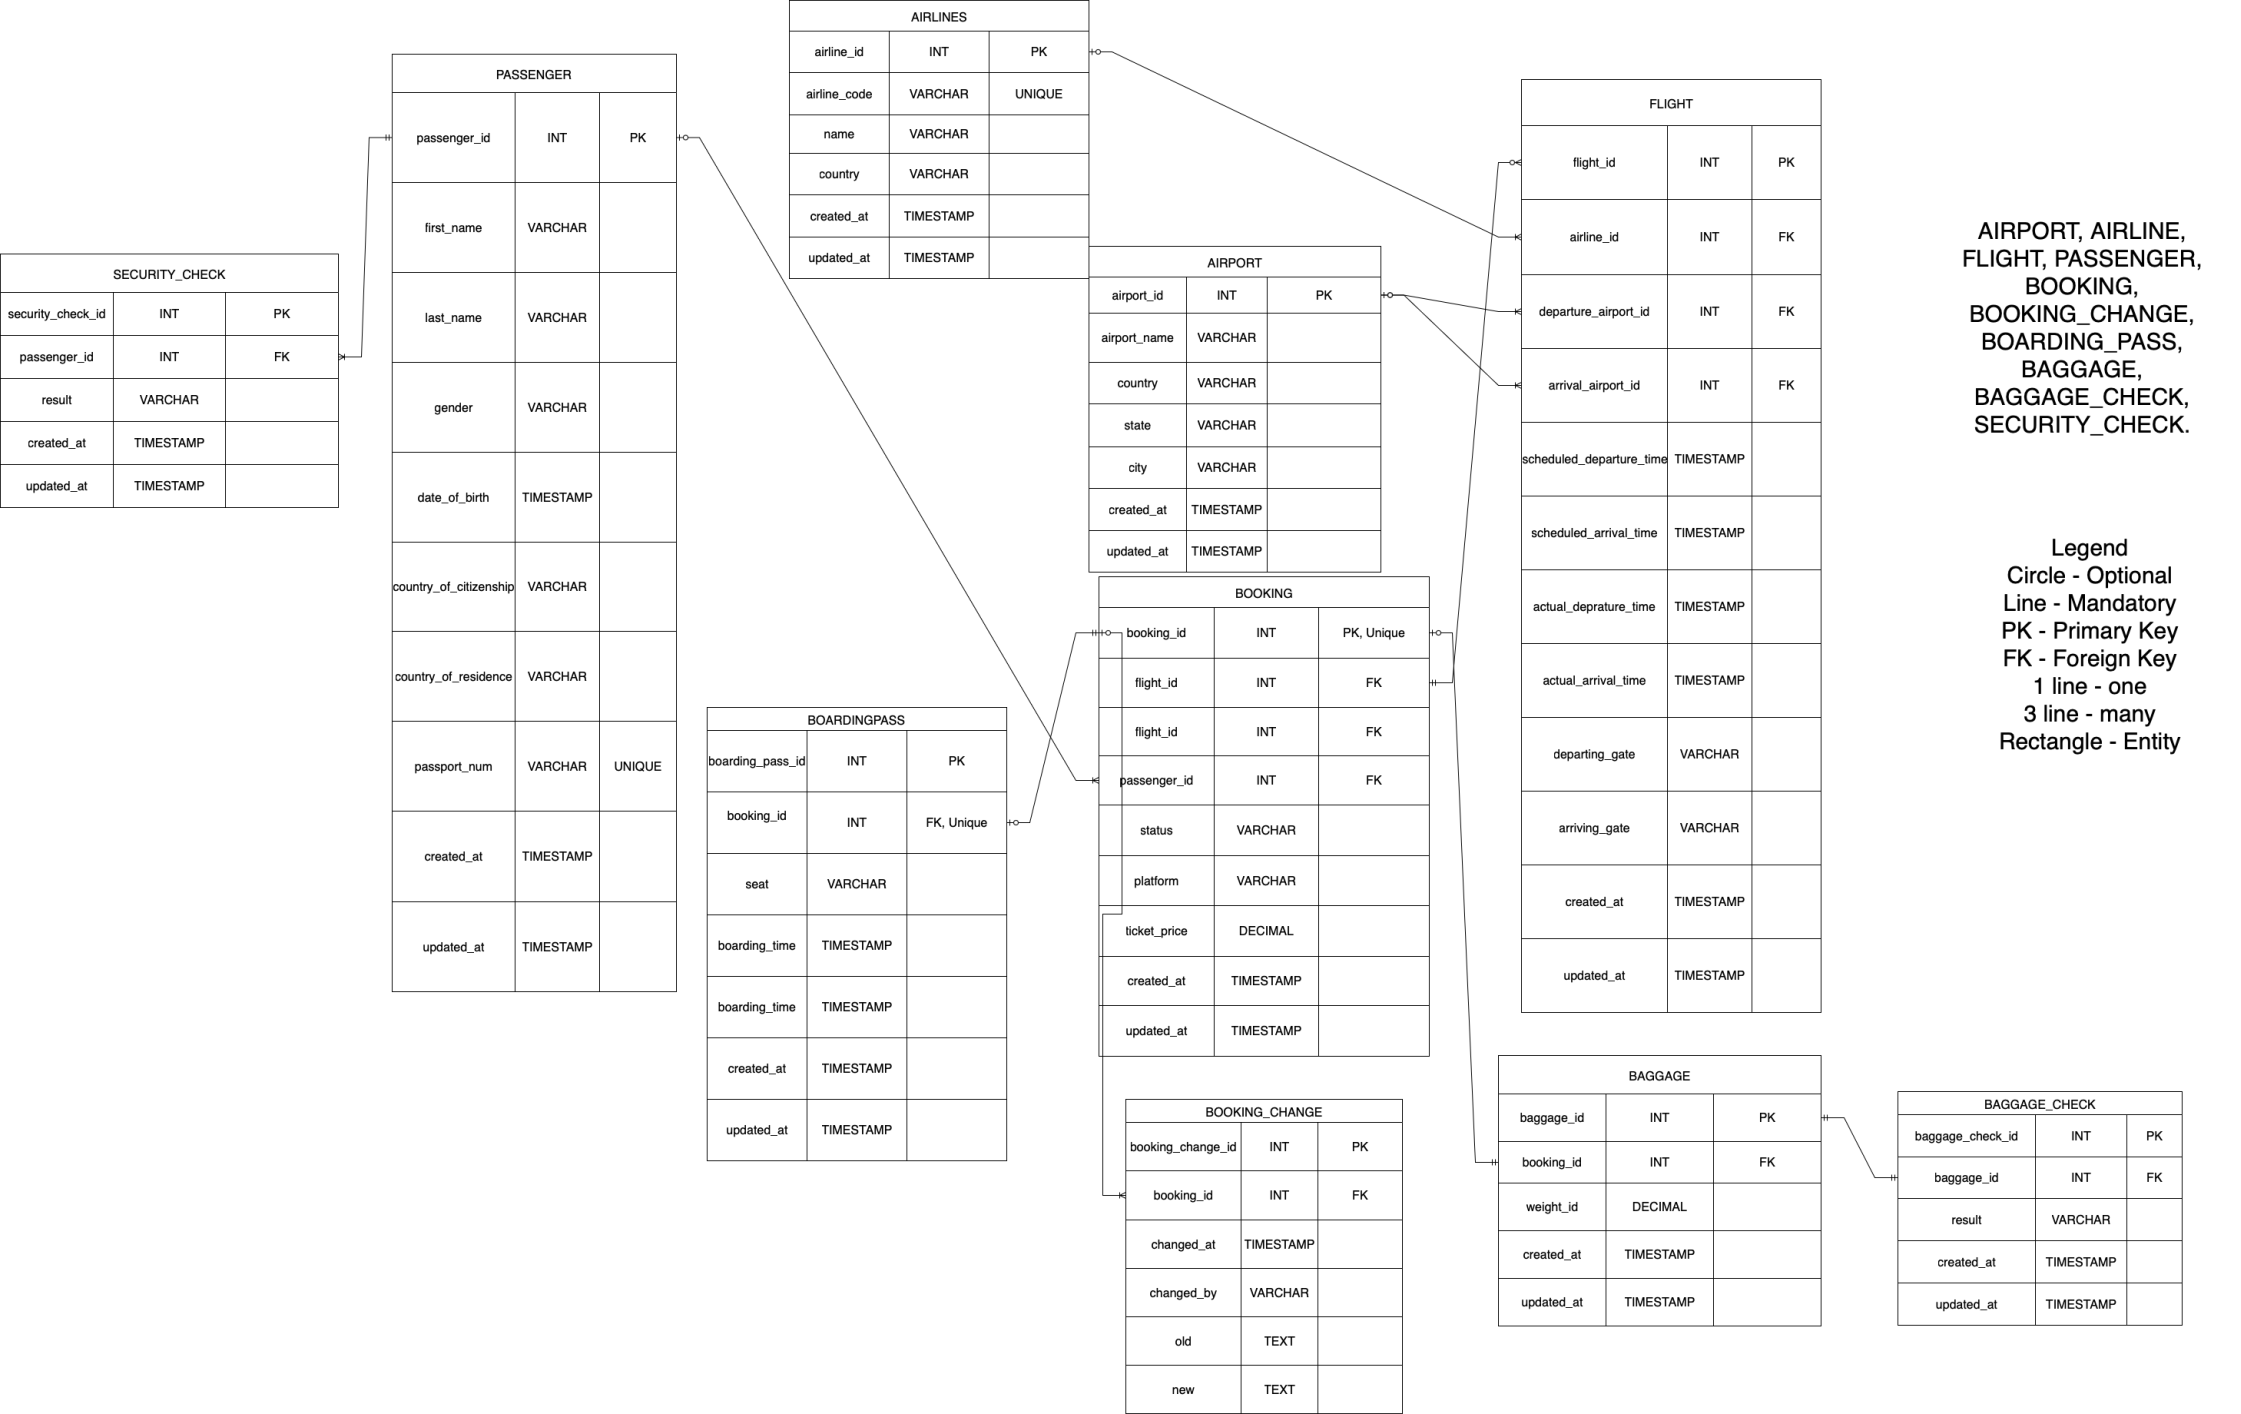 AIRLINES
airline_id INT PK
airline_code VARCHAR UNIQUE
name VARCHAR
country VARCHAR
created_at TIMESTAMP
updated_at TIMESTAMP
PASSENGER
passenger_id INT PK
first_name VARCHAR
last_name VARCHAR
gender VARCHAR
date_of_birth TIMESTAMP
country_of_citizenship VARCHAR
country_of_residence VARCHAR
passport_num VARCHAR UNIQUE
created_at TIMESTAMP
updated_at TIMESTAMP
SECURITY_CHECK
security_check_id INT PK
passenger_id INT FK
result VARCHAR
created_at TIMESTAMP
updated_at TIMESTAMP
AIRPORT
airport_id INT PK
airport_name VARCHAR
country VARCHAR
state VARCHAR
city VARCHAR
created_at TIMESTAMP
updated_at TIMESTAMP
FLIGHT
flight_id INT PK
airline_id INT FK
departure_airport_id INT FK
arrival_airport_id INT FK
scheduled_departure_time TIMESTAMP
scheduled_arrival_time TIMESTAMP
actual_deprature_time TIMESTAMP
actual_arrival_time TIMESTAMP
departing_gate VARCHAR
arriving_gate VARCHAR
created_at TIMESTAMP
updated_at TIMESTAMP
AIRPORT, AIRLINE,
FLIGHT, PASSENGER,
BOOKING,
BOOKING_CHANGE,
BOARDING_PASS,
BAGGAGE,
BAGGAGE_CHECK,
SECURITY_CHECK.
Legend
Circle - Optional
Line - Mandatory
PK - Primary Key
FK - Foreign Key
1 line - one
3 line - many
Rectangle - Entity
BOOKING
booking_id INT PK, Unique
flight_id INT FK
flight_id INT FK
passenger_id INT FK
status VARCHAR
platform VARCHAR
ticket_price DECIMAL
created_at TIMESTAMP
updated_at TIMESTAMP
BOARDINGPASS
boarding_pass_id INT PK
booking_id INT FK, Unique
seat VARCHAR
boarding_time TIMESTAMP
boarding_time TIMESTAMP
created_at TIMESTAMP
updated_at TIMESTAMP
BOOKING_CHANGE
booking_change_id INT PK
booking_id INT FK
changed_at TIMESTAMP
changed_by VARCHAR
old TEXT
new TEXT
BAGGAGE
baggage_id INT PK
booking_id INT FK
weight_id DECIMAL
created_at TIMESTAMP
updated_at TIMESTAMP
BAGGAGE_CHECK
baggage_check_id INT PK
baggage_id INT FK
result VARCHAR
created_at TIMESTAMP
updated_at TIMESTAMP